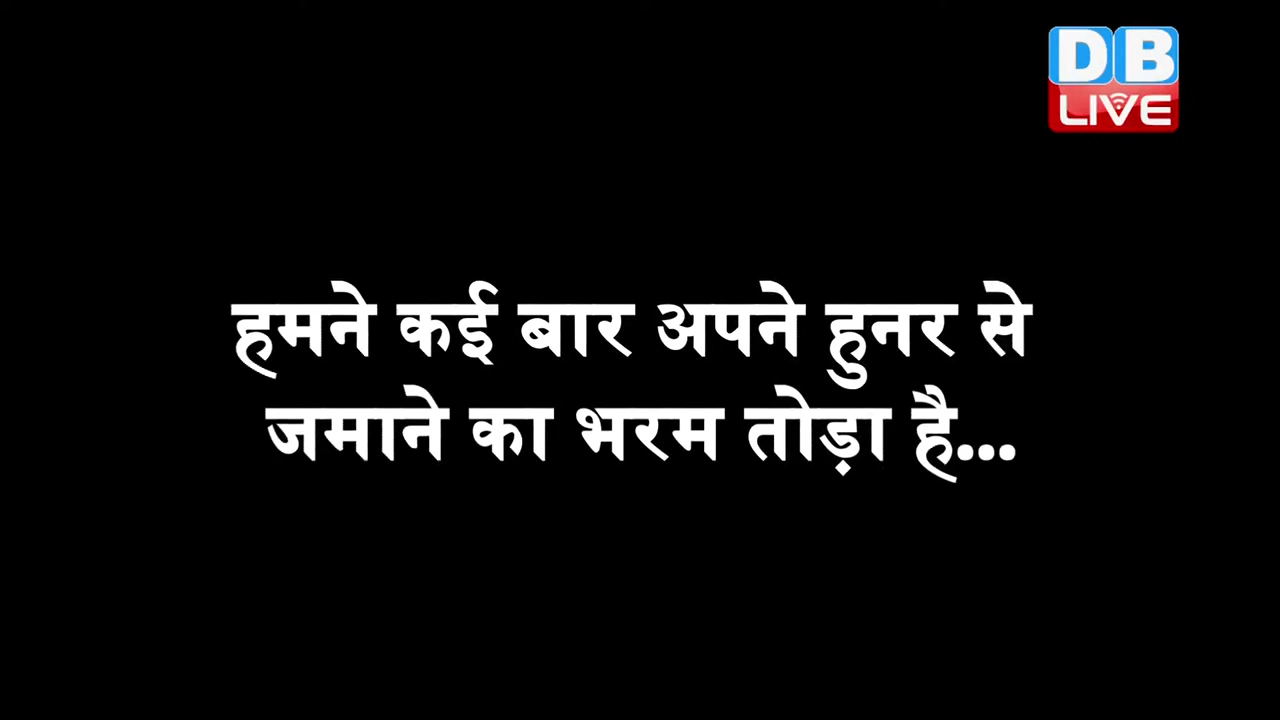 DB
LIVE
हमने कई बार अपने हुनर से
जमाने का भरम तोड़ा है...